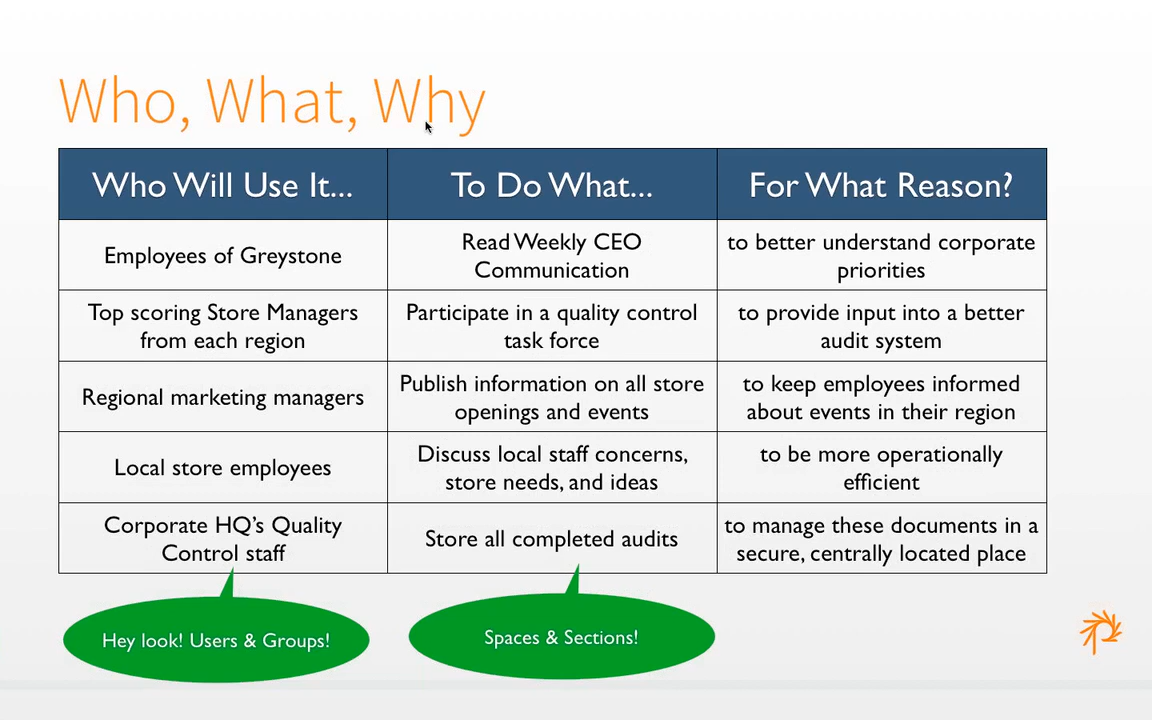 Who, What, Why
Who Will Use It...
To Do What...
For What Reason?
Employees of Greystone
Read Weekly CEO
Communication
to better understand corporate
priorities
Top scoring Store Managers
from each region
Participate in a quality control
task force
to provide input into a better
audit system
Regional marketing managers
Publish information on all store
openings and events
to keep employees informed
about events in their region
Local store employees
Discuss local staff concerns,
store needs, and ideas
to be more operationally
efficient
Corporate HQ's Quality
Control staff
Store all completed audits
to manage these documents in a
secure, centrally located place
Hey look! Users & Groups!
Spaces & Sections!